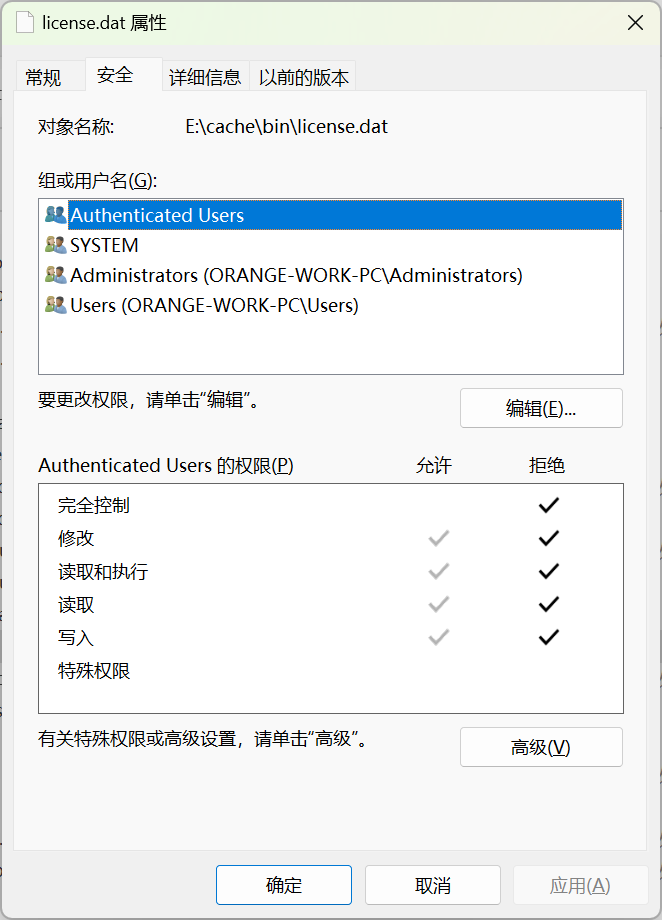 license.dat 属性
常规 安全 详细信息 以前的版本
对象名称: E:\cache\bin\license.dat
组或用户名(G):
Authenticated Users
SYSTEM
Administrators (ORANGE-WORK-PC\Administrators)
Users (ORANGE-WORK-PC\Users)
要更改权限，请单击“编辑”。
编辑(E)...
Authenticated Users 的权限(P) 允许 拒绝
完全控制
修改
读取和执行
读取
写入
特殊权限
有关特殊权限或高级设置，请单击“高级”。
高级(V)
确定 取消 应用(A)